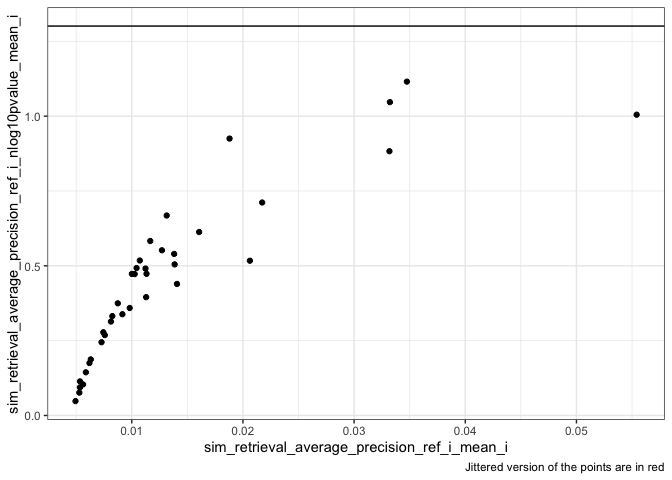 sim_retrieval_average_precision_ref_i_nlog10pvalue_mean_i
1.0
0.5
0.0
0.01 0.02 0.03 0.04 0.05
sim_retrieval_average_precision_ref_i_mean_i
Jittered version of the points are in red